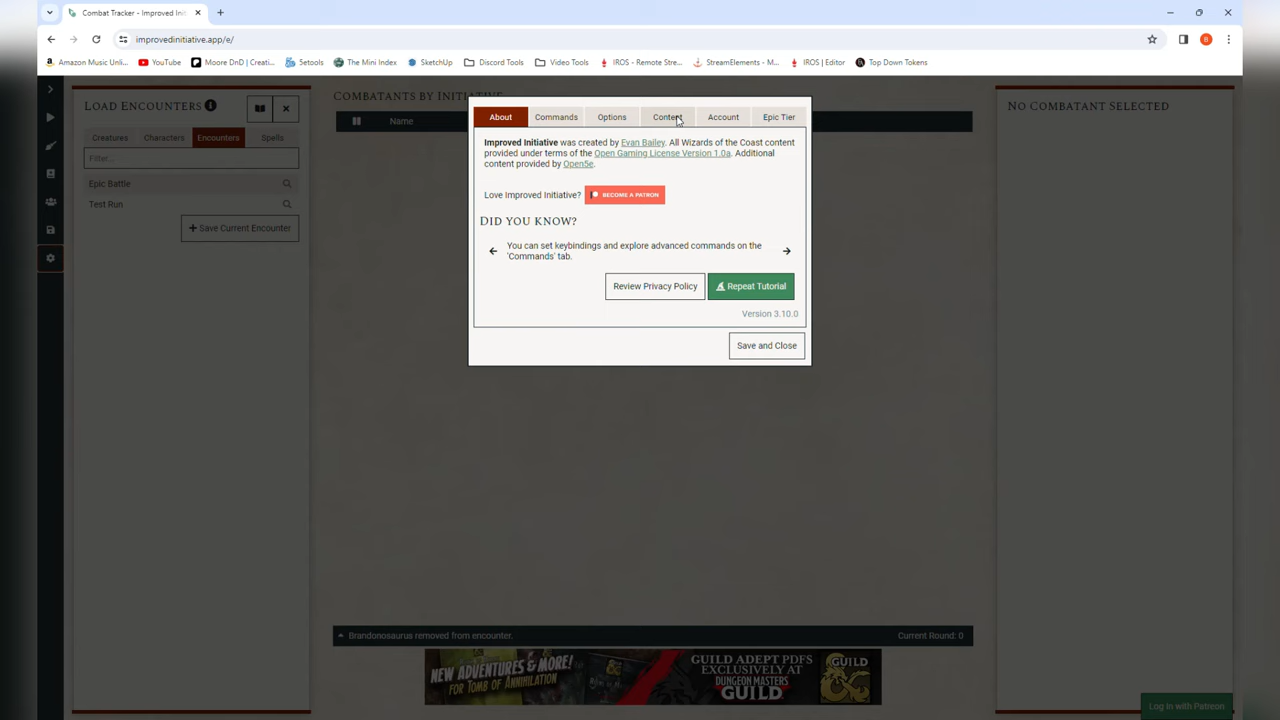 Combat Tracker - Improved Init
improvedinitiative.app/e/
Amazon Music Unli...
YouTube
Moore DnD | Creati...
5etools
The Mini Index
SketchUp
Discord Tools
Video Tools
IROS - Remote Stre...
StreamElements - M...
IROS | Editor
Top Down Tokens
B
LOAD ENCOUNTERS
Creatures Characters Encounters Spells
Filter...
Epic Battle
Test Run
Save Current Encounter
COMBATANTS BY INITIATIVE
Name
NO COMBATANT SELECTED
About Commands Options Content Account Epic Tier
Improved Initiative was created by Evan Bailey. All Wizards of the Coast content
provided under terms of the Open Gaming License Version 1.0a. Additional
content provided by Open5e.
Love Improved Initiative? BECOME A PATRON
DID YOU KNOW?
You can set keybindings and explore advanced commands on the
'Commands' tab.
Review Privacy Policy
Repeat Tutorial
Version 3.10.0
Save and Close
Brandonosaurus removed from encounter.
Current Round: 0
NEW ADVENTURES & MORE!
FOR TOMB OF ANNIHILATION
GUILD ADEPT PDFS
EXCLUSIVELY AT
DUNGEON MASTERS
GUILD
GUILD
Log In with Patreon